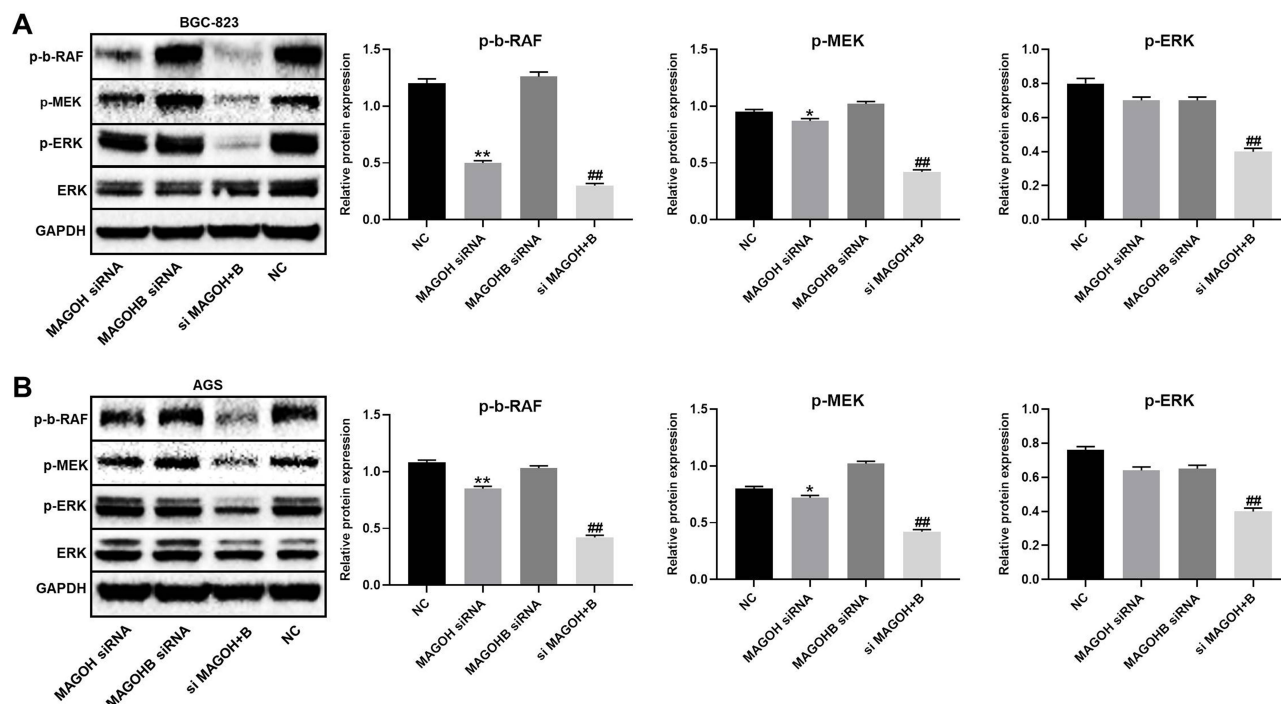 A
BGC-823
p-b-RAF
p-MEK
p-ERK
ERK
GAPDH
MAGOH siRNA
MAGOHB siRNA
si MAGOH+B
NC
p-b-RAF
Relative protein expression
1.5
1.0
0.5
0.0
**
##
NC
MAGOH siRNA
MAGOHB siRNA
si MAGOH+B
p-MEK
Relative protein expression
1.5
1.0
0.5
0.0
*
##
NC
MAGOH siRNA
MAGOHB siRNA
si MAGOH+B
p-ERK
Relative protein expression
1.0
0.8
0.6
0.4
0.2
0.0
##
NC
MAGOH siRNA
MAGOHB siRNA
si MAGOH+B
B
AGS
p-b-RAF
p-MEK
p-ERK
ERK
GAPDH
MAGOH siRNA
MAGOHB siRNA
si MAGOH+B
NC
p-b-RAF
Relative protein expression
1.5
1.0
0.5
0.0
**
##
NC
MAGOH siRNA
MAGOHB siRNA
si MAGOH+B
p-MEK
Relative protein expression
1.5
1.0
0.5
0.0
*
##
NC
MAGOH siRNA
MAGOHB siRNA
si MAGOH+B
p-ERK
Relative protein expression
1.0
0.8
0.6
0.4
0.2
0.0
##
NC
MAGOH siRNA
MAGOHB siRNA
si MAGOH+B